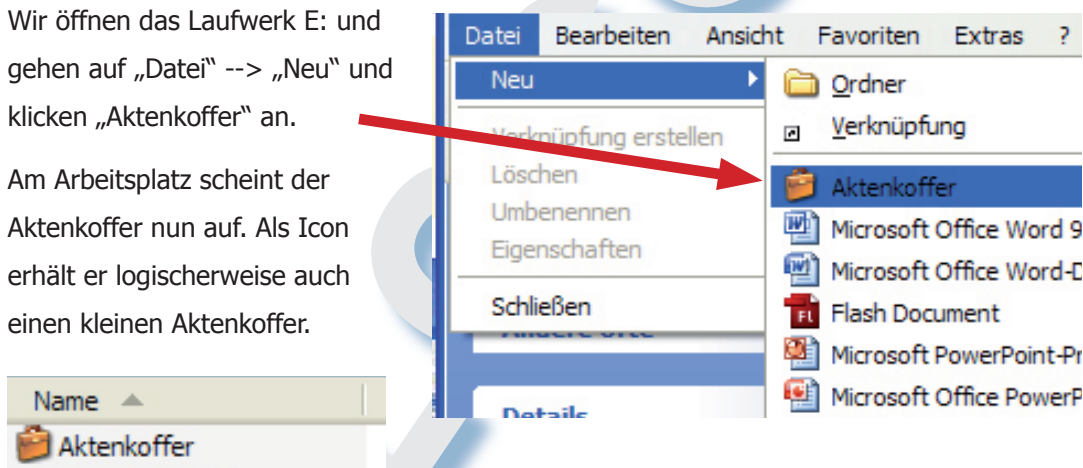 Wir öffnen das Laufwerk E: und
gehen auf „Datei“ --> „Neu“ und
klicken „Aktenkoffer“ an.
Am Arbeitsplatz scheint der
Aktenkoffer nun auf. Als Icon
erhält er logischerweise auch
einen kleinen Aktenkoffer.
Name
Aktenkoffer
Datei Bearbeiten Ansicht Favoriten Extras ?
Neu
Verknüpfung erstellen
Löschen
Umbenennen
Eigenschaften
Schließen
Andere Orte
Details
Ordner
Verknüpfung
Aktenkoffer
Microsoft Office Word 9
Microsoft Office Word-D
Flash Document
Microsoft PowerPoint-Pr
Microsoft Office PowerP